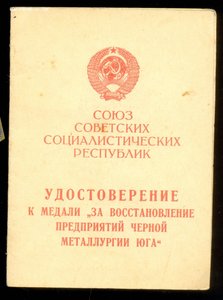 СОЮЗ
СОВЕТСКИХ
СОЦИАЛИСТИЧЕСКИХ
РЕСПУБЛИК
УДОСТОВЕРЕНИЕ
К МЕДАЛИ „ЗА ВОССТАНОВЛЕНИЕ
ПРЕДПРИЯТИЙ ЧЕРНОЙ
МЕТАЛЛУРГИИ ЮГА“